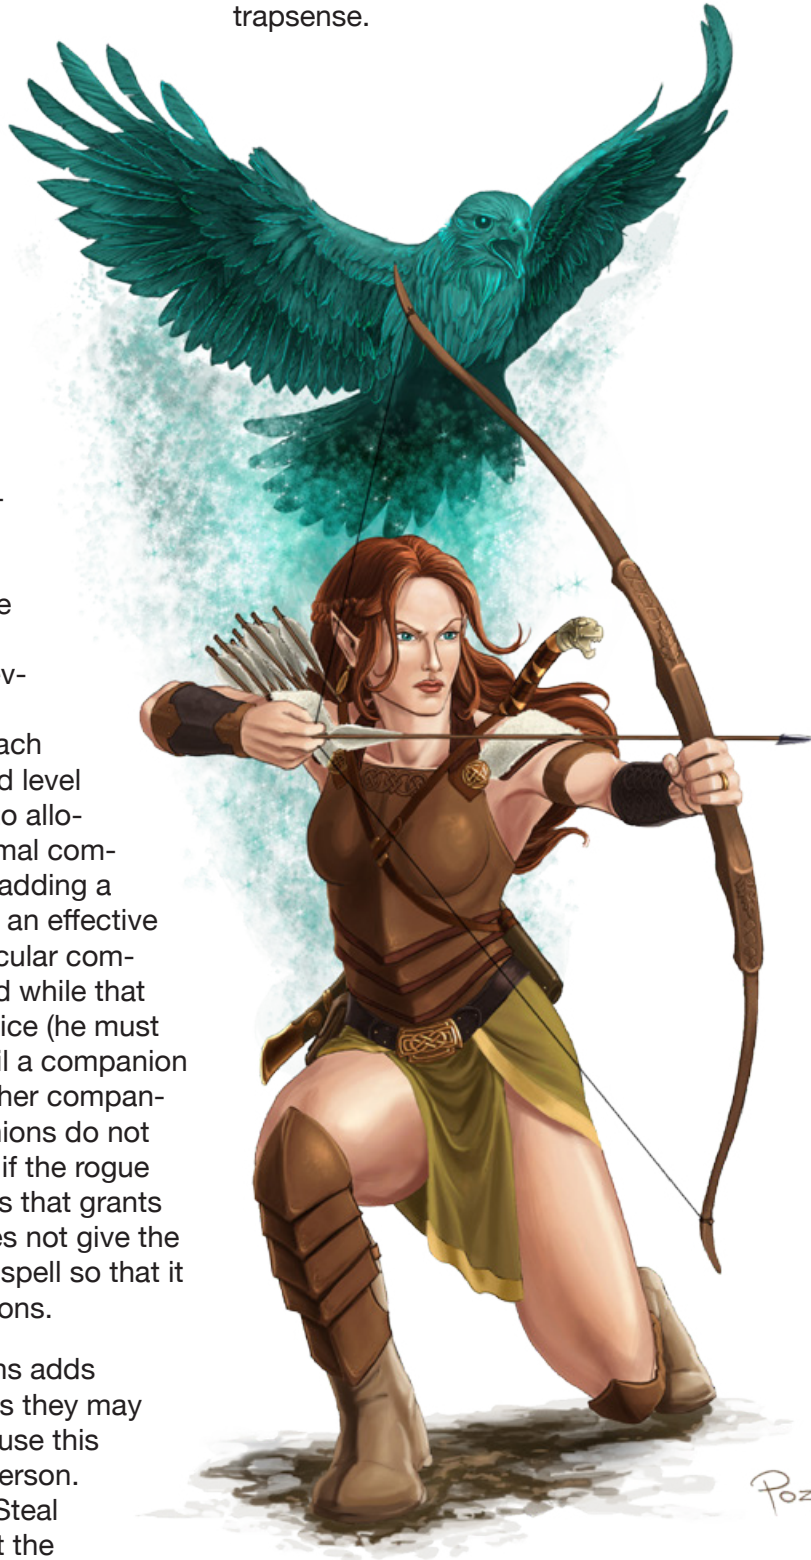 trapsense.
-
e
ev-
ach
d level
o allo-
mal com-
adding a
an effective
cular com-
d while that
ice (he must
il a companion
her compan-
nions do not
if the rogue
s that grants
es not give the
spell so that it
ons.
ns adds
s they may
use this
erson.
Steal
t the
Poz